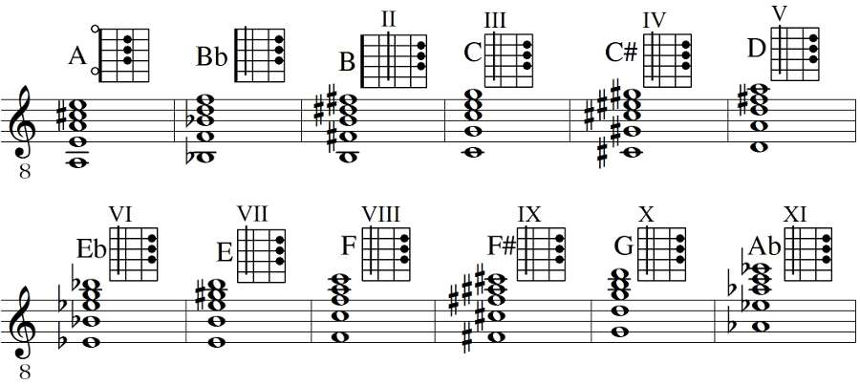 II III IV V
A Bb B C C# D
8
VI VII VIII IX X XI
Eb E F F# G Ab
8